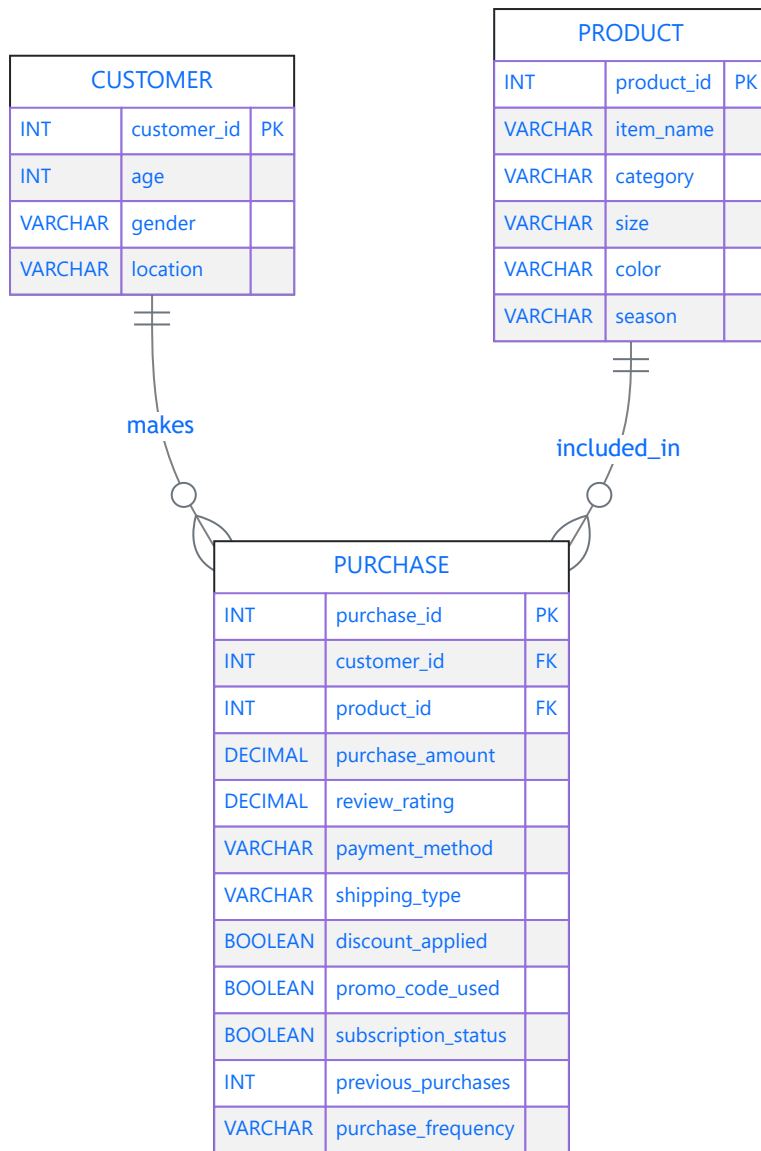 CUSTOMER
INT customer_id PK
INT age
VARCHAR gender
VARCHAR location
PRODUCT
INT product_id PK
VARCHAR item_name
VARCHAR category
VARCHAR size
VARCHAR color
VARCHAR season
makes
included_in
PURCHASE
INT purchase_id PK
INT customer_id FK
INT product_id FK
DECIMAL purchase_amount
DECIMAL review_rating
VARCHAR payment_method
VARCHAR shipping_type
BOOLEAN discount_applied
BOOLEAN promo_code_used
BOOLEAN subscription_status
INT previous_purchases
VARCHAR purchase_frequency